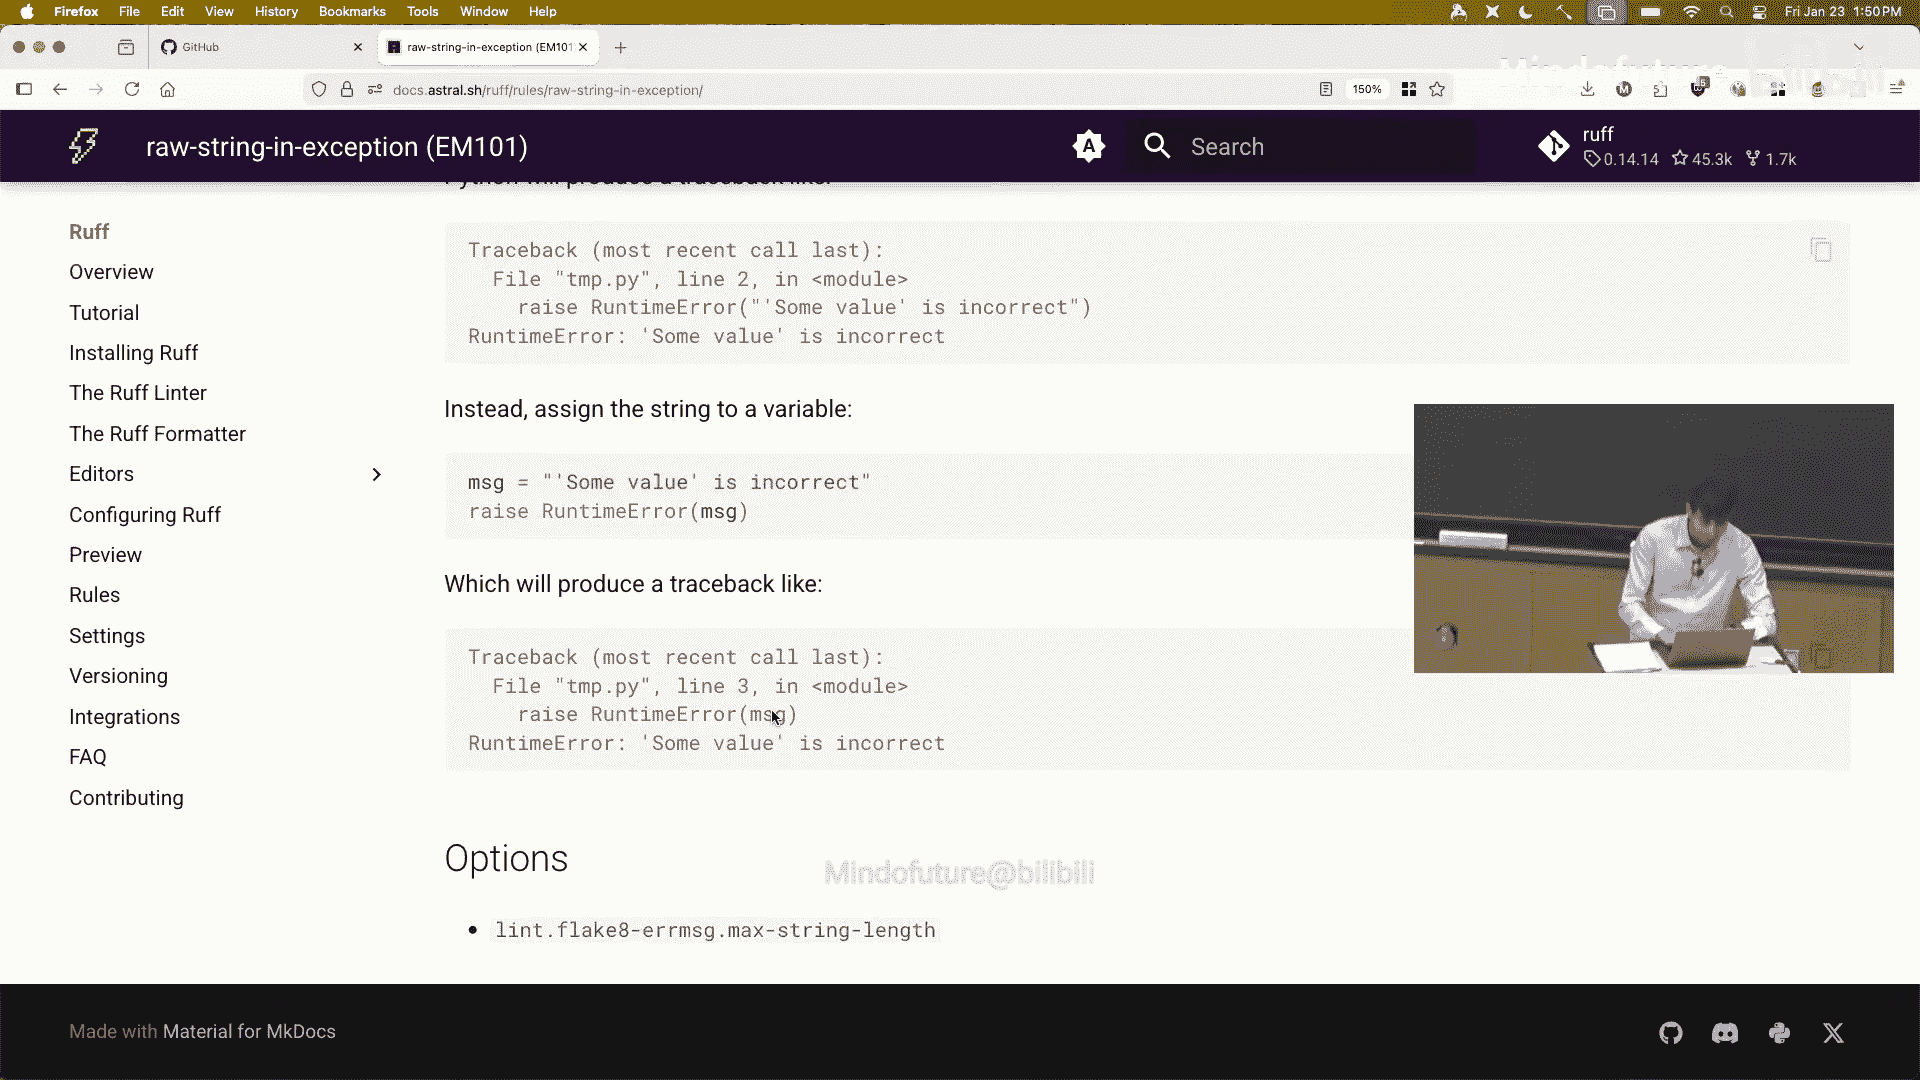 Firefox File Edit View History Bookmarks Tools Window Help Fri Jan 23 1:50 PM
GitHub
raw-string-in-exception (EM101
docs.astral.sh/ruff/rules/raw-string-in-exception/
150%
raw-string-in-exception (EM101)
Search
ruff
0.14.14 45.3k 1.7k
Python will produce a traceback like:
Ruff
Overview
Tutorial
Installing Ruff
The Ruff Linter
The Ruff Formatter
Editors
Configuring Ruff
Preview
Rules
Settings
Versioning
Integrations
FAQ
Contributing
Traceback (most recent call last):
File "tmp.py", line 2, in <module>
raise RuntimeError("'Some value' is incorrect")
RuntimeError: 'Some value' is incorrect
Instead, assign the string to a variable:
msg = "'Some value' is incorrect"
raise RuntimeError(msg)
Which will produce a traceback like:
Traceback (most recent call last):
File "tmp.py", line 3, in <module>
raise RuntimeError(msg)
RuntimeError: 'Some value' is incorrect
Options
Mindofuture@bilibili
lint.flake8-errmsg.max-string-length
Made with Material for MkDocs